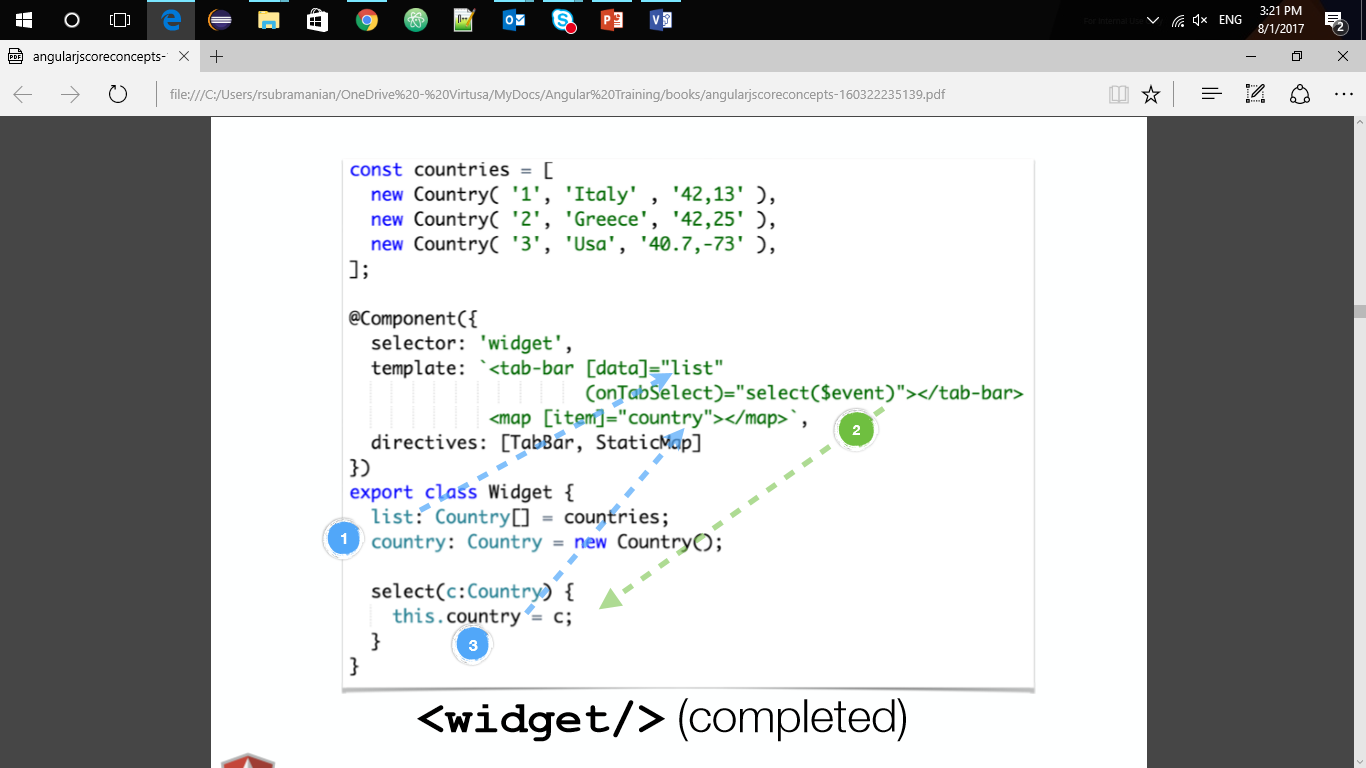 ENG
3:21 PM
8/1/2017
2
angularjscoreconcepts-
file:///C:/Users/rsubramanian/OneDrive%20-%20Virtusa/MyDocs/Angular%20Training/books/angularjscoreconcepts-160322235139.pdf
const countries = [
new Country( '1', 'Italy' , '42,13' ),
new Country( '2', 'Greece', '42,25' ),
new Country( '3', 'Usa', '40.7,-73' ),
];
@Component({
selector: 'widget',
template: `<tab-bar [data]="list"
(onTabSelect)="select($event)"></tab-bar>
<map [item]="country"></map>`,
2
directives: [TabBar, StaticMap]
})
export class Widget {
list: Country[] = countries;
1
country: Country = new Country();
select(c:Country) {
this.country = c;
}
3
}
<widget/> (completed)